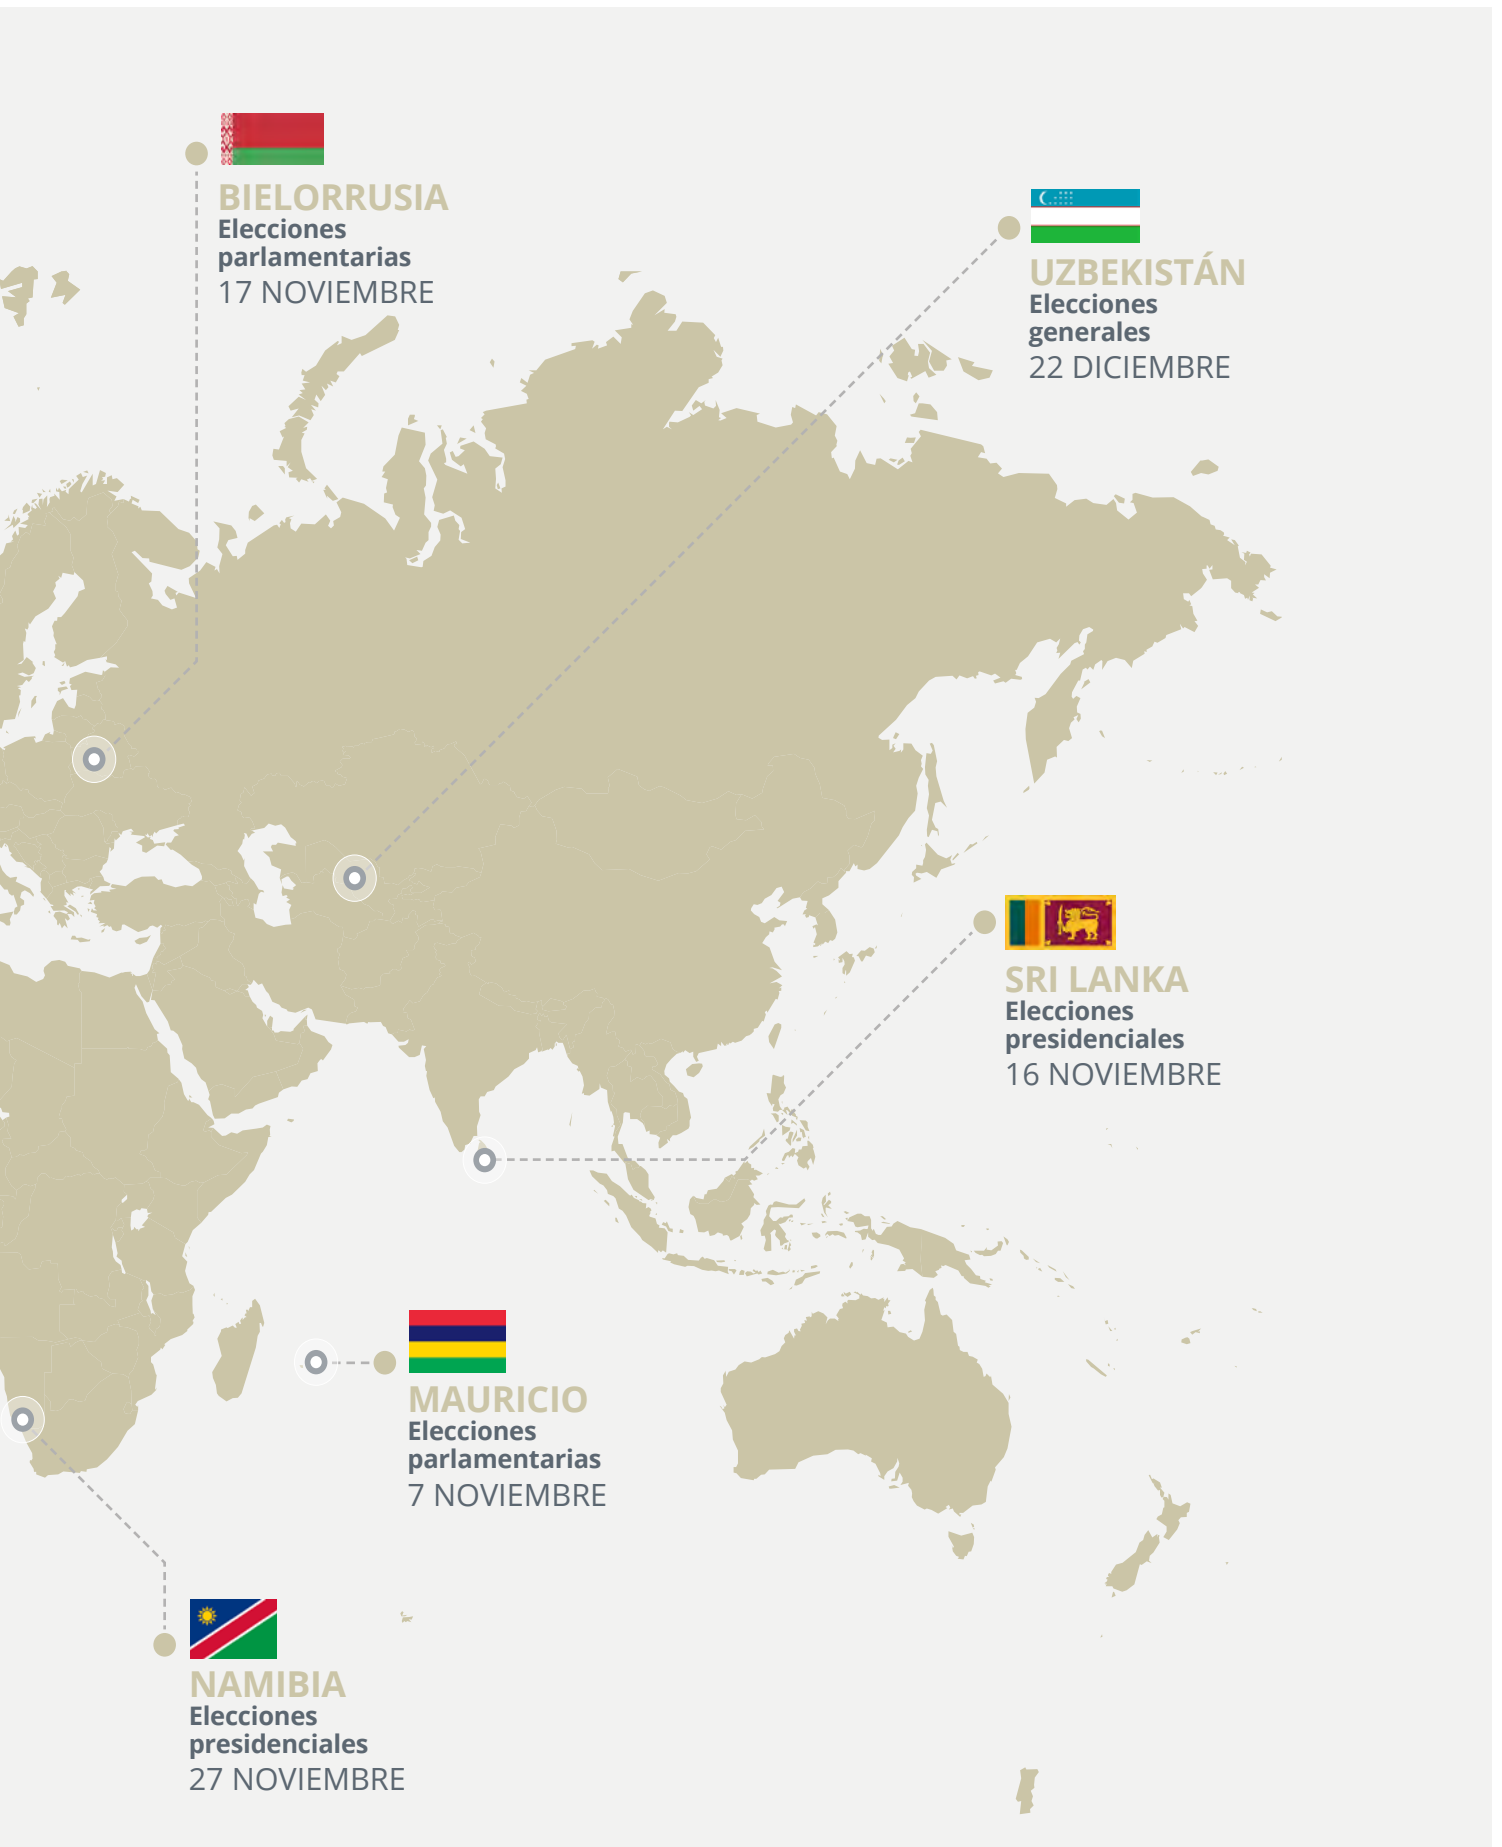 BIELORRUSIA
Elecciones
parlamentarias
17 NOVIEMBRE
UZBEKISTÁN
Elecciones
generales
22 DICIEMBRE
SRI LANKA
Elecciones
presidenciales
16 NOVIEMBRE
MAURICIO
Elecciones
parlamentarias
7 NOVIEMBRE
NAMIBIA
Elecciones
presidenciales
27 NOVIEMBRE